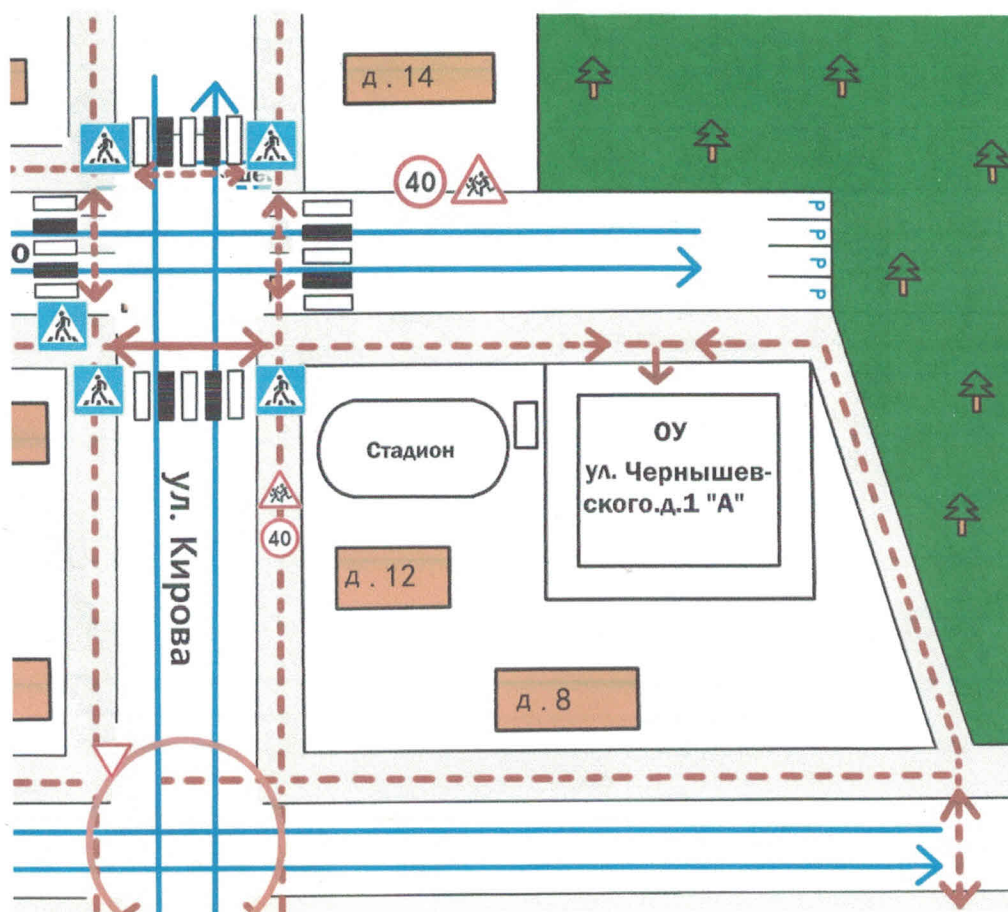 д . 14
40
Р
Р
Р
Р
О
ОУ
ул. Чернышев-
ского.д.1 "А"
Стадион
40
ул. Кирова
д . 12
д . 8